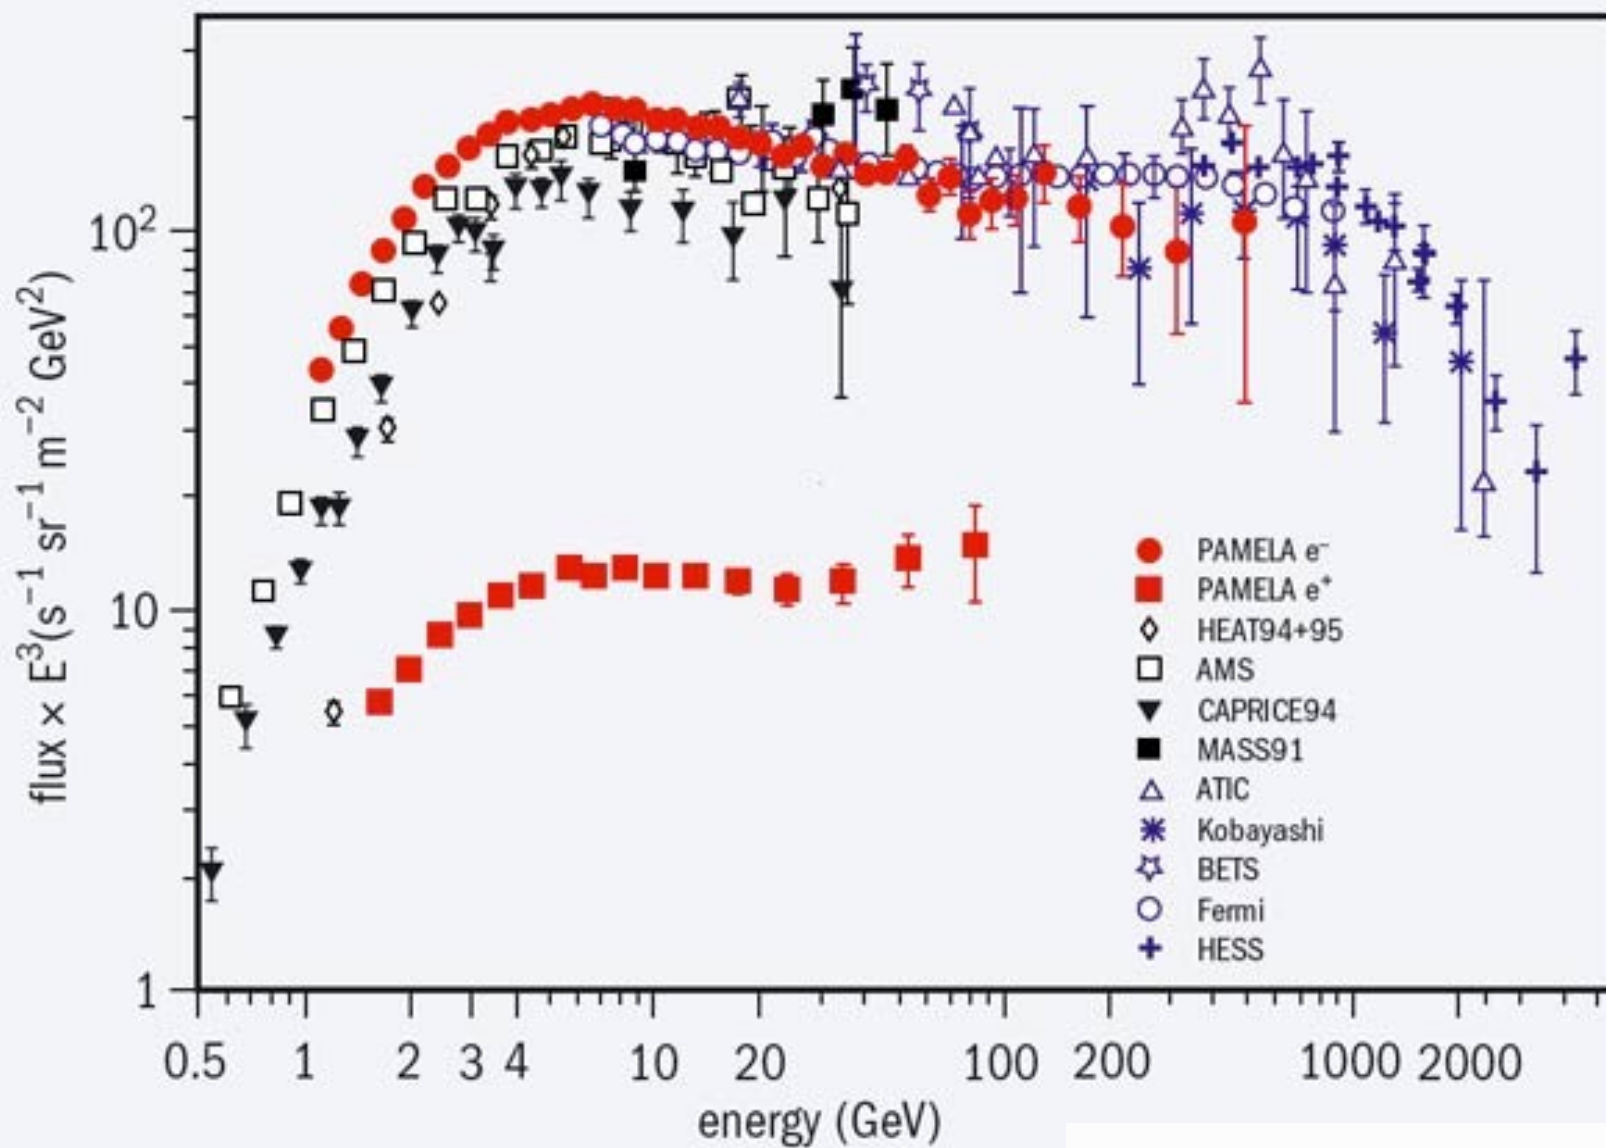 flux × E³(s⁻¹ sr⁻¹ m⁻² GeV²)
10²
10
1
0.5 1 2 3 4 10 20 100 200 1000 2000
energy (GeV)
PAMELA e⁻
PAMELA e⁺
HEAT94+95
AMS
CAPRICE94
MASS91
ATIC
Kobayashi
BETS
Fermi
HESS